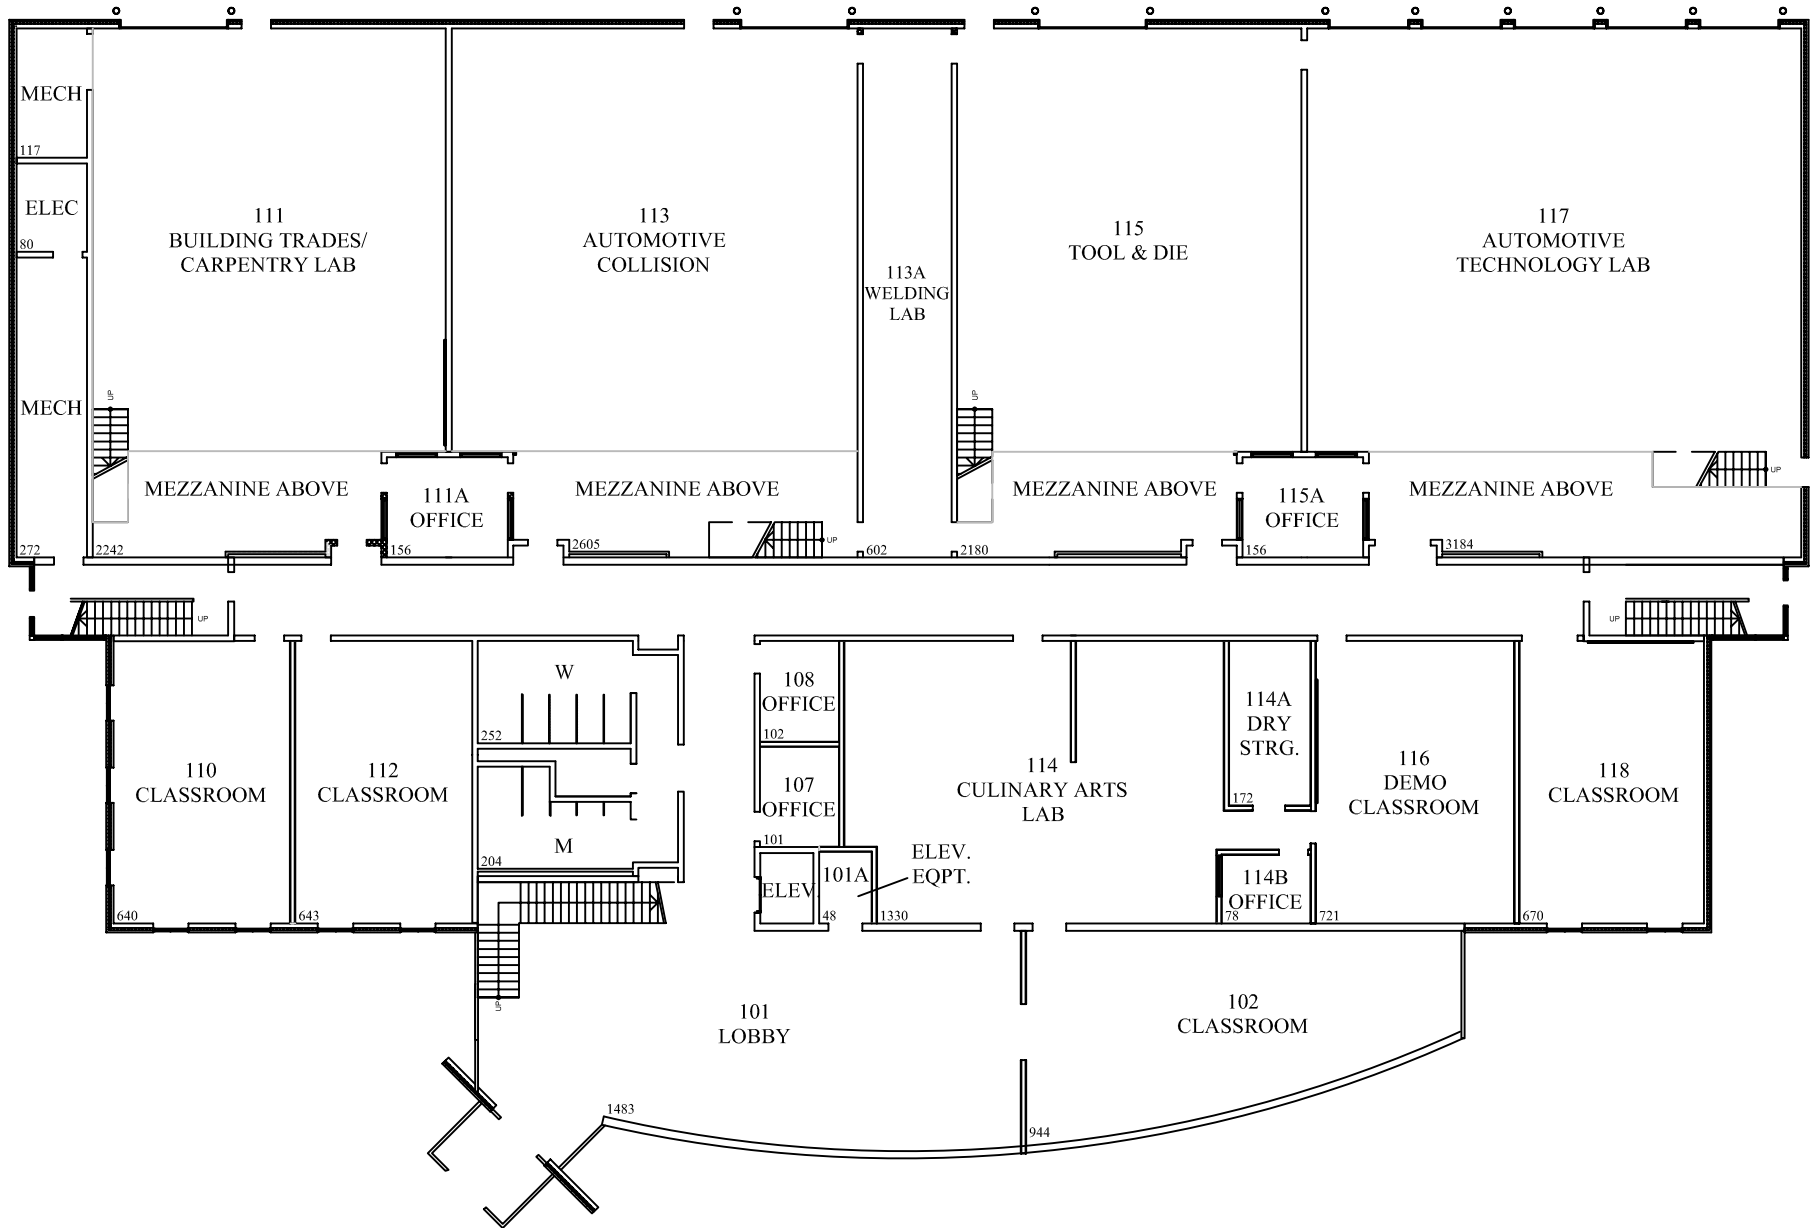 MECH
117
ELEC
80
MECH
272
111
BUILDING TRADES/
CARPENTRY LAB
UP
MEZZANINE ABOVE
2242
111A
OFFICE
156
113
AUTOMOTIVE
COLLISION
MEZZANINE ABOVE
2605
UP
113A
WELDING
LAB
602
115
TOOL & DIE
UP
MEZZANINE ABOVE
2180
115A
OFFICE
156
117
AUTOMOTIVE
TECHNOLOGY LAB
UP
MEZZANINE ABOVE
3184
UP
UP
110
CLASSROOM
640
112
CLASSROOM
643
W
252
M
204
UP
108
OFFICE
102
107
OFFICE
101
ELEV.
101A
48
ELEV.
EQPT.
114
CULINARY ARTS
LAB
1330
114A
DRY
STRG.
172
114B
OFFICE
78
116
DEMO
CLASSROOM
721
118
CLASSROOM
670
101
LOBBY
1483
102
CLASSROOM
944